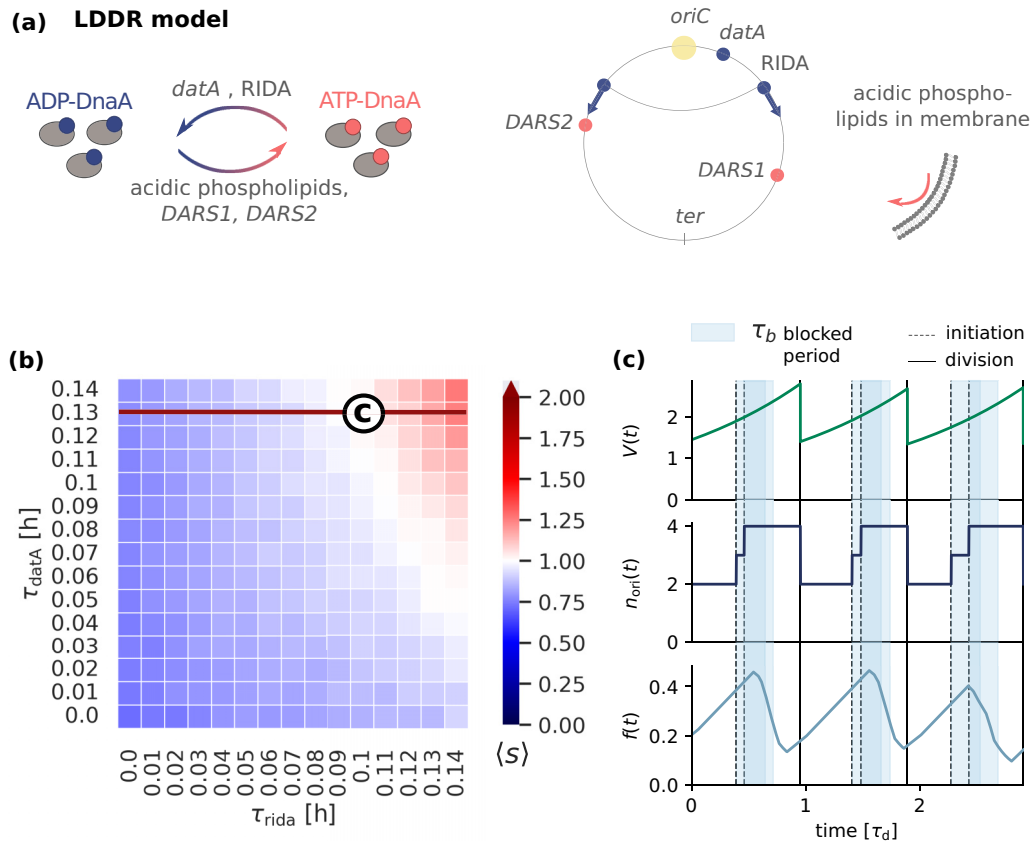 (a) LDDR model
ADP-DnaA
datA , RIDA
ATP-DnaA
acidic phospholipids,
DARS1, DARS2
oriC
datA
RIDA
DARS2
DARS1
ter
acidic phospho-
lipids in membrane
(b)
0.14
0.13
0.12
0.11
0.1
0.09
0.08
0.07
0.06
0.05
0.04
0.03
0.02
0.01
0.0
τdatA [h]
C
0.0
0.01
0.02
0.03
0.04
0.05
0.06
0.07
0.08
0.09
0.1
0.11
0.12
0.13
0.14
τrida [h]
2.00
1.75
1.50
1.25
1.00
0.75
0.50
0.25
0.00
⟨s⟩
(c)
τb blocked
period
initiation
division
V(t)
2
1
0
nori(t)
4
2
0
f(t)
0.4
0.2
0.0
0
1
2
time [τd]